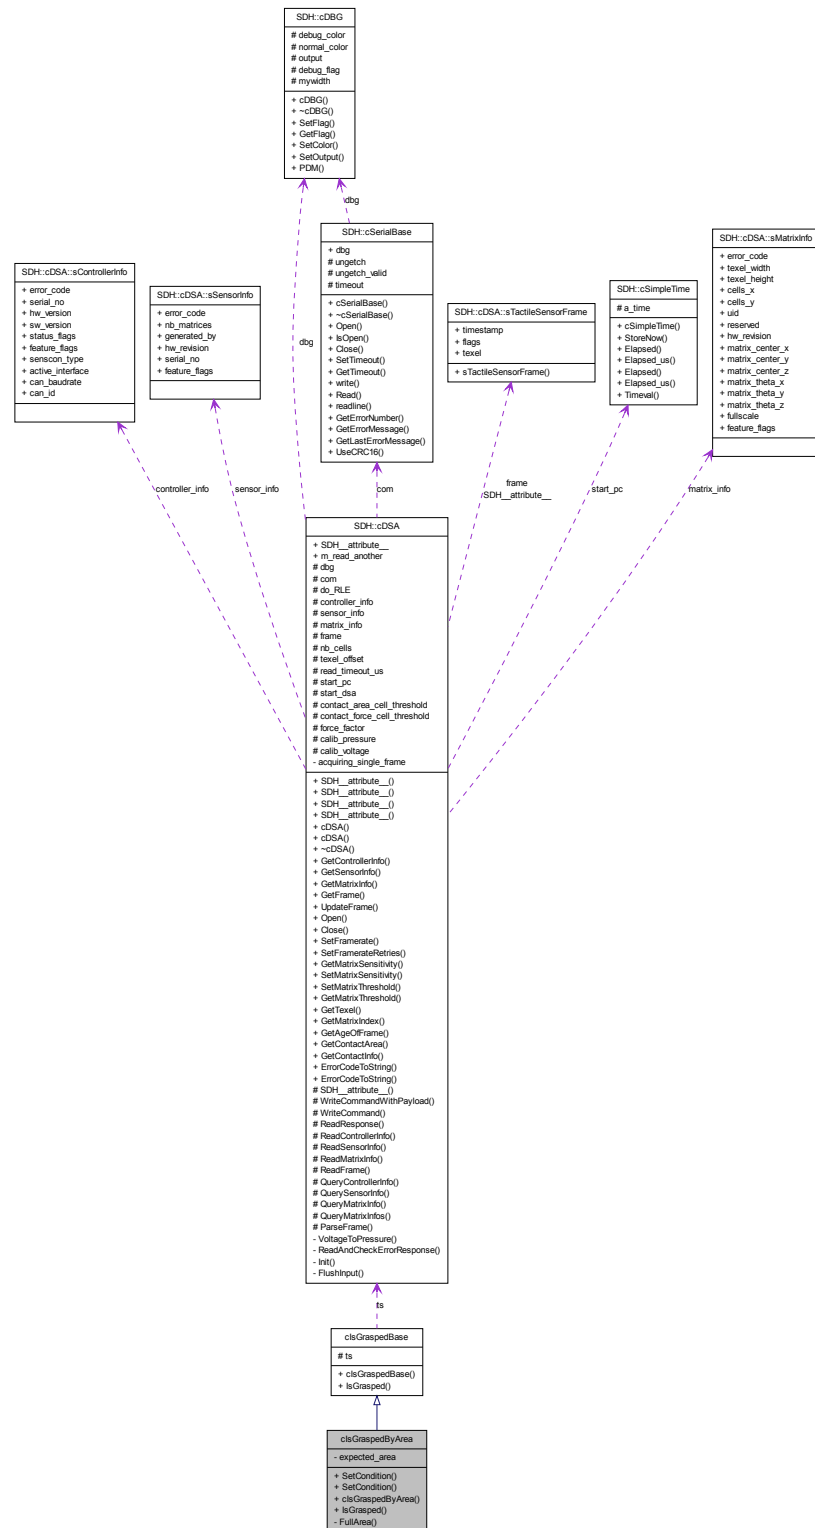 SDH::cDBG
# debug_color
# normal_color
# output
# debug_flag
# mywidth
+ cDBG()
+ ~cDBG()
+ SetFlag()
+ GetFlag()
+ SetColor()
+ SetOutput()
+ PDM()
dbg
SDH::cSerialBase
+ dbg
# ungetch
# ungetch_valid
# timeout
+ cSerialBase()
+ ~cSerialBase()
+ Open()
+ IsOpen()
+ Close()
+ SetTimeout()
+ GetTimeout()
+ write()
+ Read()
+ readline()
+ GetErrorNumber()
+ GetErrorMessage()
+ GetLastErrorMessage()
+ UseCRC16()
SDH::cDSA::sControllerInfo
+ error_code
+ serial_no
+ hw_version
+ sw_version
+ status_flags
+ feature_flags
+ senscon_type
+ active_interface
+ can_baudrate
+ can_id
SDH::cDSA::sSensorInfo
+ error_code
+ nb_matrices
+ generated_by
+ hw_revision
+ serial_no
+ feature_flags
dbg
SDH::cDSA::sTactileSensorFrame
+ timestamp
+ flags
+ texel
+ sTactileSensorFrame()
SDH::cSimpleTime
# a_time
+ cSimpleTime()
+ StoreNow()
+ Elapsed()
+ Elapsed_us()
+ Elapsed()
+ Elapsed_us()
+ Timeval()
SDH::cDSA::sMatrixInfo
+ error_code
+ texel_width
+ texel_height
+ cells_x
+ cells_y
+ uid
+ reserved
+ hw_revision
+ matrix_center_x
+ matrix_center_y
+ matrix_center_z
+ matrix_theta_x
+ matrix_theta_y
+ matrix_theta_z
+ fullscale
+ feature_flags
controller_info
sensor_info
com
frame
SDH__attribute__
start_pc
matrix_info
SDH::cDSA
+ SDH__attribute__
+ m_read_another
# dbg
# com
# do_RLE
# controller_info
# sensor_info
# matrix_info
# frame
# nb_cells
# texel_offset
# read_timeout_us
# start_pc
# start_dsa
# contact_area_cell_threshold
# contact_force_cell_threshold
# force_factor
# calib_pressure
# calib_voltage
- acquiring_single_frame
+ SDH__attribute__()
+ SDH__attribute__()
+ SDH__attribute__()
+ SDH__attribute__()
+ cDSA()
+ cDSA()
+ ~cDSA()
+ GetControllerInfo()
+ GetSensorInfo()
+ GetMatrixInfo()
+ GetFrame()
+ UpdateFrame()
+ Open()
+ Close()
+ SetFramerate()
+ SetFramerateRetries()
+ GetMatrixSensitivity()
+ SetMatrixSensitivity()
+ SetMatrixThreshold()
+ GetMatrixThreshold()
+ GetTexel()
+ GetMatrixIndex()
+ GetAgeOfFrame()
+ GetContactArea()
+ GetContactInfo()
+ ErrorCodeToString()
+ ErrorCodeToString()
# SDH__attribute__()
# WriteCommandWithPayload()
# WriteCommand()
# ReadResponse()
# ReadControllerInfo()
# ReadSensorInfo()
# ReadMatrixInfo()
# ReadFrame()
# QueryControllerInfo()
# QuerySensorInfo()
# QueryMatrixInfo()
# QueryMatrixInfos()
# ParseFrame()
- VoltageToPressure()
- ReadAndCheckErrorResponse()
- Init()
- FlushInput()
ts
cIsGraspedBase
# ts
+ cIsGraspedBase()
+ IsGrasped()
cIsGraspedByArea
- expected_area
+ SetCondition()
+ SetCondition()
+ cIsGraspedByArea()
+ IsGrasped()
- FullArea()